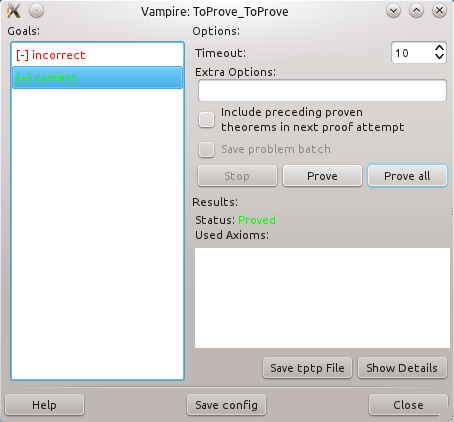 Vampire: ToProve_ToProve
Goals:
[-] incorrect
[+] correct
Options:
Timeout:
10
Extra Options:
Include preceding proven
theorems in next proof attempt
Save problem batch
Stop
Prove
Prove all
Results:
Status: Proved
Used Axioms:
Save tptp File
Show Details
Help
Save config
Close